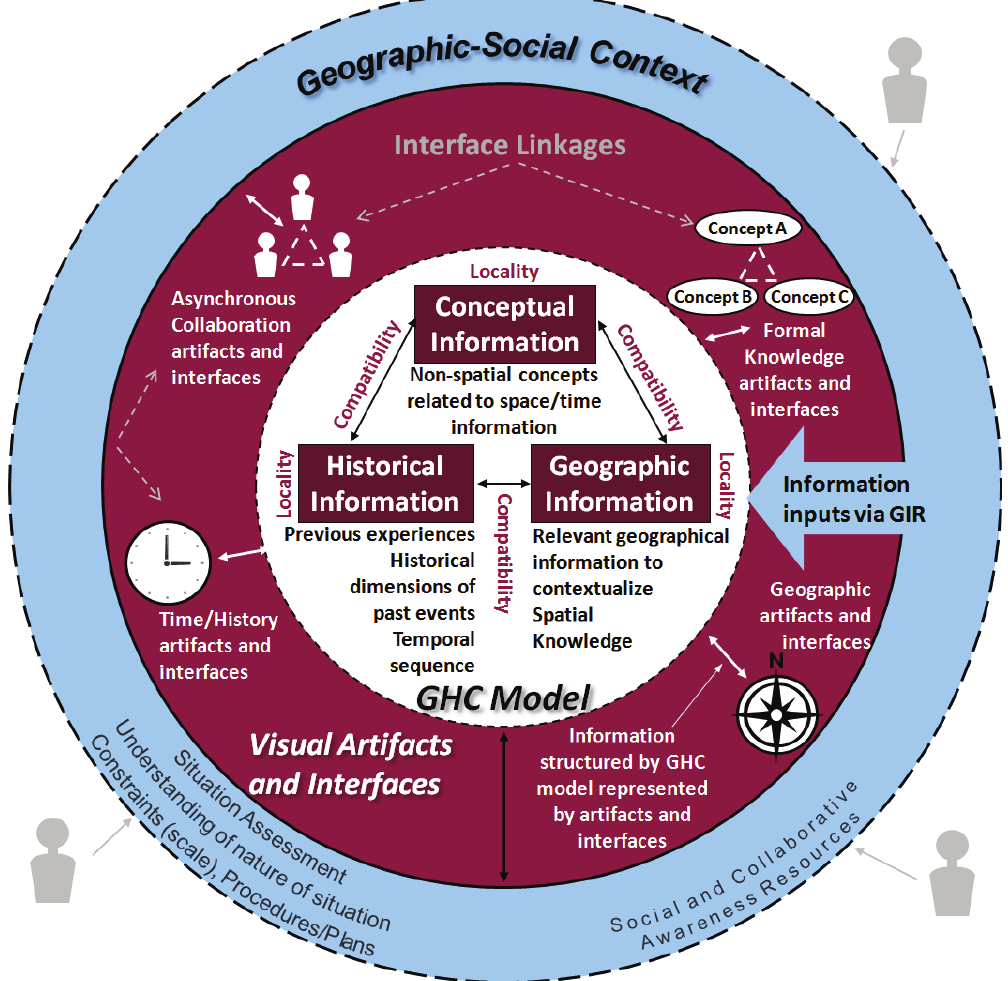 Geographic-Social Context
Interface Linkages
Concept A
Concept B
Concept C
Asynchronous
Collaboration
artifacts and
interfaces
Formal
Knowledge
artifacts and
interfaces
Locality
Conceptual
Information
Non-spatial concepts
related to space/time
information
Compatibility
Compatibility
Locality
Historical
Information
Compatibility
Geographic
Information
Locality
Previous experiences
Historical
dimensions of
past events
Temporal
sequence
Relevant geographical
information to
contextualize
Spatial
Knowledge
Information
inputs via GIR
Time/History
artifacts and
interfaces
Geographic
artifacts and
interfaces
N
GHC Model
Visual Artifacts
and Interfaces
Information
structured by GHC
model represented
by artifacts and
interfaces
Situation Assessment
Understanding of nature of situation
Constraints (scale), Procedures/Plans
Social and Collaborative
Awareness Resources